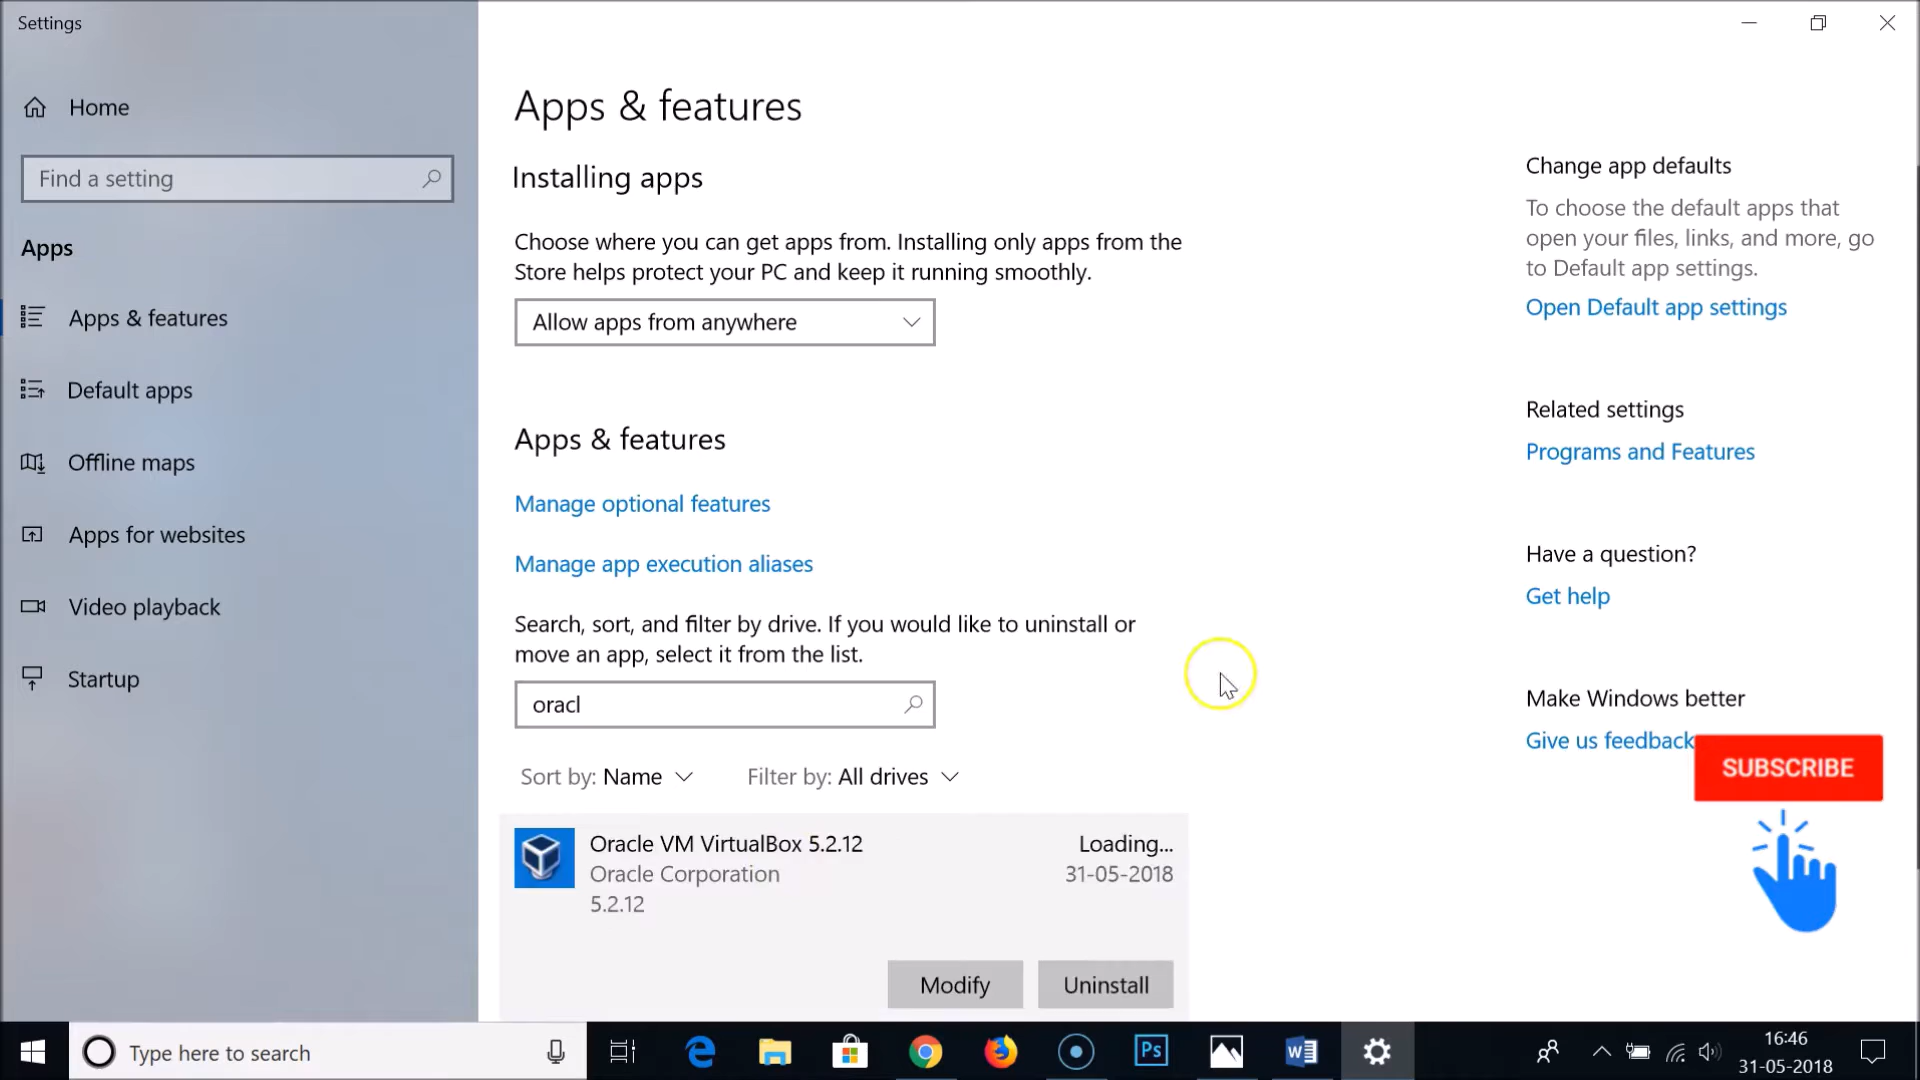 Settings
Home
Find a setting
Apps
Apps & features
Default apps
Offline maps
Apps for websites
Video playback
Startup
Apps & features
Installing apps
Choose where you can get apps from. Installing only apps from the
Store helps protect your PC and keep it running smoothly.
Allow apps from anywhere
Apps & features
Manage optional features
Manage app execution aliases
Search, sort, and filter by drive. If you would like to uninstall or
move an app, select it from the list.
oracl
Sort by: Name
Filter by: All drives
Oracle VM VirtualBox 5.2.12
Loading...
Oracle Corporation
31-05-2018
5.2.12
Modify
Uninstall
Change app defaults
To choose the default apps that
open your files, links, and more, go
to Default app settings.
Open Default app settings
Related settings
Programs and Features
Have a question?
Get help
Make Windows better
Give us feedback
SUBSCRIBE
Type here to search
Ps
16:46
31-05-2018